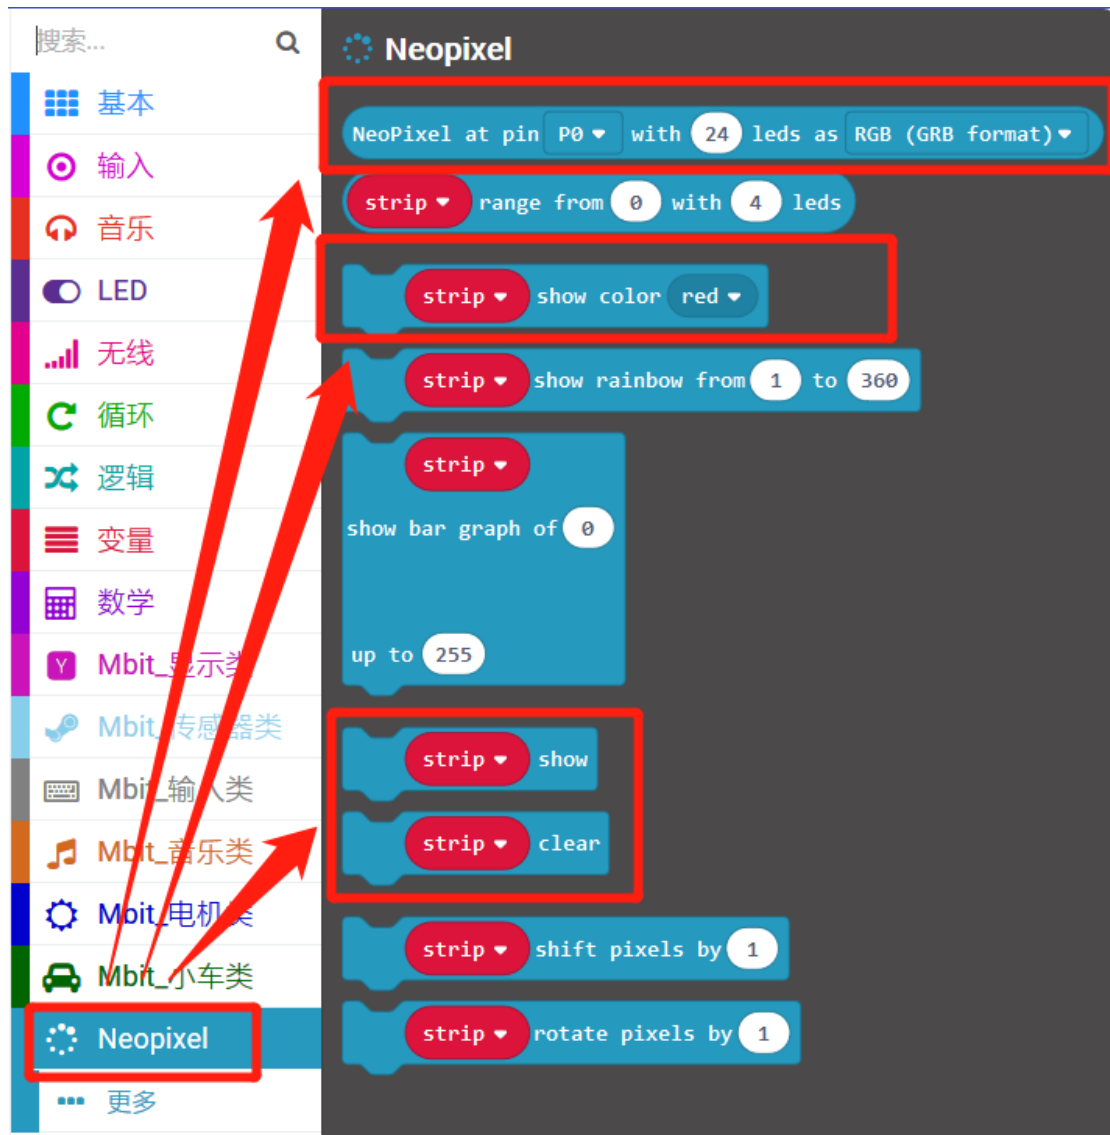 搜索...
基本
输入
音乐
LED
无线
循环
逻辑
变量
数学
Mbit_显示类
Mbit_传感器类
Mbit_输入类
Mbit_音乐类
Mbit_电机类
Mbit_小车类
Neopixel
更多
Neopixel
NeoPixel at pin P0 with 24 leds as RGB (GRB format)
strip range from 0 with 4 leds
strip show color red
strip show rainbow from 1 to 360
strip
show bar graph of 0
up to 255
strip show
strip clear
strip shift pixels by 1
strip rotate pixels by 1